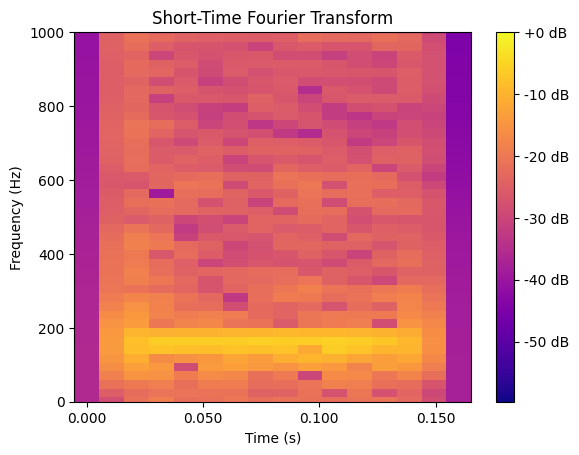 Short-Time Fourier Transform
1000
800
600
400
200
0
Frequency (Hz)
0.000
0.050
0.100
0.150
Time (s)
+0 dB
-10 dB
-20 dB
-30 dB
-40 dB
-50 dB